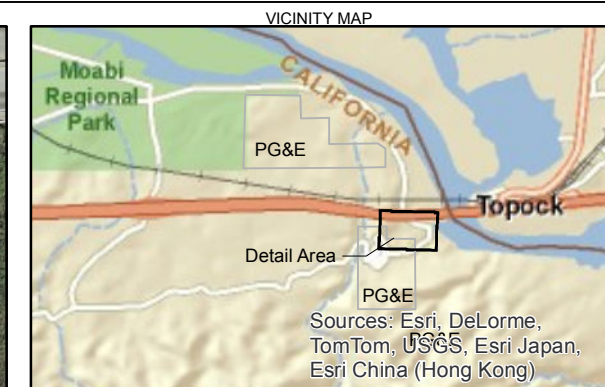 VICINITY MAP
Moabi
Regional
Park
CALIFORNIA
PG&E
Topock
Detail Area
PG&E
PG&E
Sources: Esri, DeLorme,
TomTom, USGS, Esri Japan,
Esri China (Hong Kong)